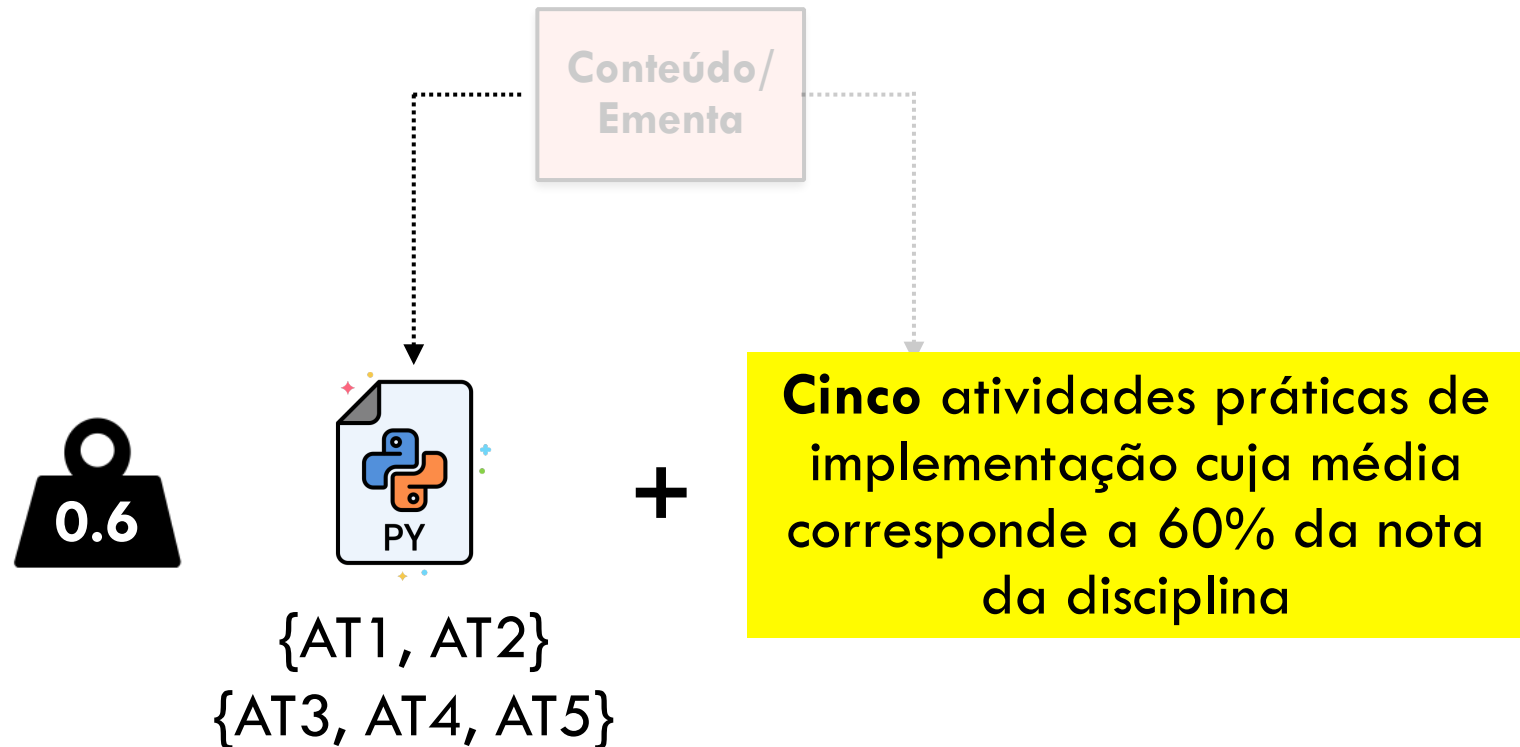 Conteúdo/
Ementa
0.6
PY
+
Cinco atividades práticas de
implementação cuja média
corresponde a 60% da nota
da disciplina
{AT1, AT2}
{AT3, AT4, AT5}